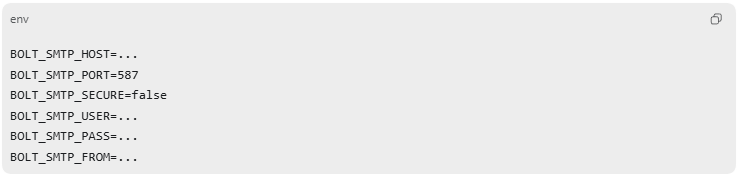 env
BOLT_SMTP_HOST=...
BOLT_SMTP_PORT=587
BOLT_SMTP_SECURE=false
BOLT_SMTP_USER=...
BOLT_SMTP_PASS=...
BOLT_SMTP_FROM=...